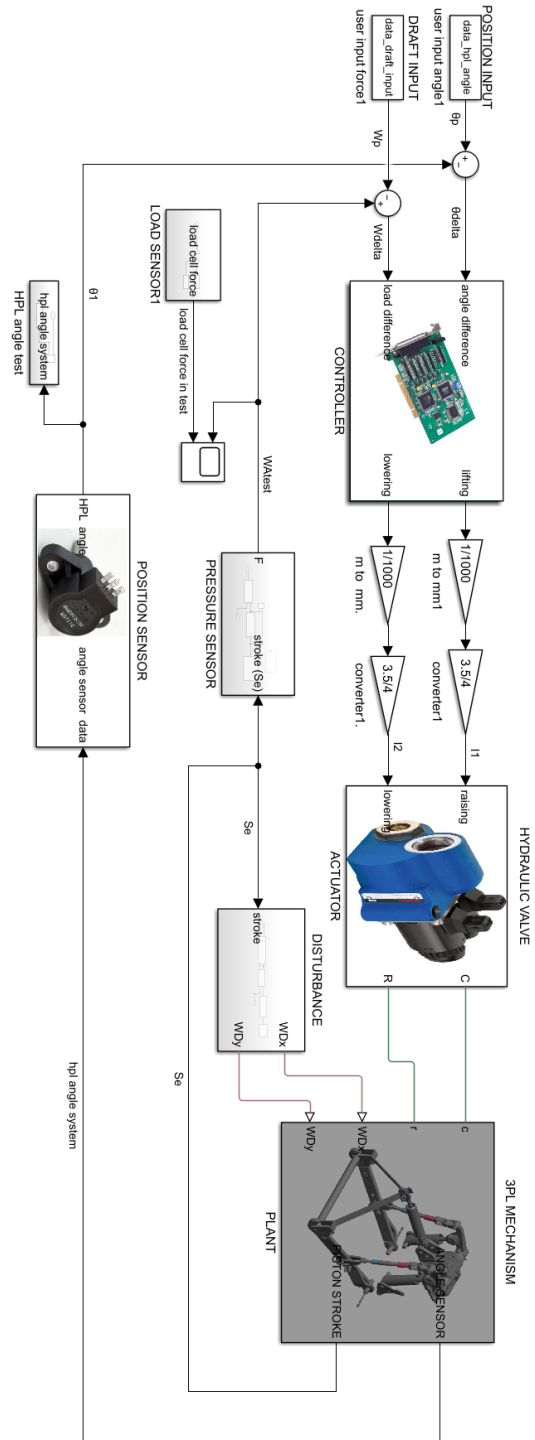 POSITION INPUT
data_hpl_angle
user input angle1
θp
DRAFT INPUT
data_draft_input
user input force1
Wp
θdelta
Wdelta
angle difference
load difference
lifting
lowering
CONTROLLER
1/1000
m to mm1
1/1000
m to mm.
3.5/4
converter1
3.5/4
converter1.
I1
I2
HYDRAULIC VALVE
raising
lowering
C
R
ACTUATOR
3PL MECHANISM
c
r
WDx
WDy
ANGLE SENSOR
PISTON STROKE
PLANT
DISTURBANCE
stroke
WDx
WDy
Se
Se
stroke (Se)
F
PRESSURE SENSOR
WAtest
load cell force
LOAD SENSOR1
load cell force in test
θ1
hpl angle system
HPL angle test
POSITION SENSOR
HPL angle
angle sensor data
hpl angle system